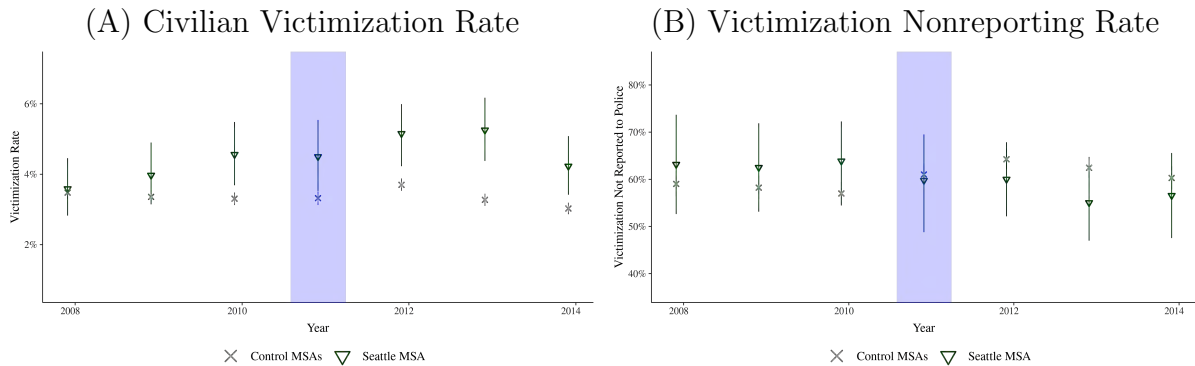 (A) Civilian Victimization Rate
Victimization Rate
6%
4%
2%
2008
2010
2012
2014
Year
Control MSAs
Seattle MSA
(B) Victimization Nonreporting Rate
Victimization Not Reported to Police
80%
70%
60%
50%
40%
2008
2010
2012
2014
Year
Control MSAs
Seattle MSA